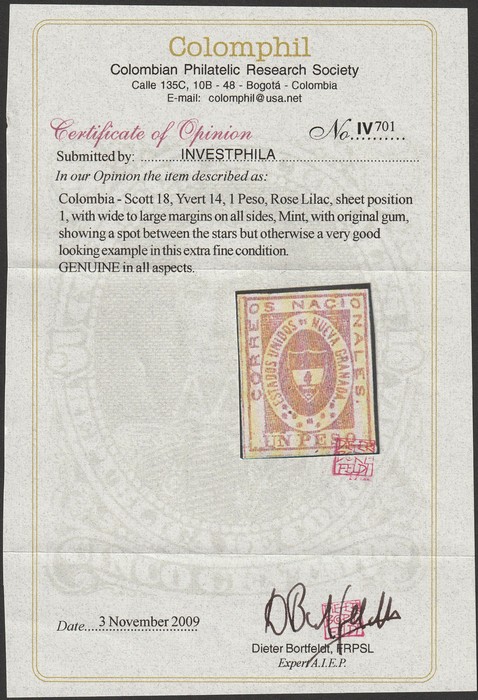 Colomphil
Colombian Philatelic Research Society
Calle 135C, 10B - 48 - Bogotá - Colombia
E-mail: colomphil@usa.net
Certificate of Opinion
No. IV701
Submitted by: INVESTPHILA
In our Opinion the item described as:
Colombia - Scott 18, Yvert 14, 1 Peso, Rose Lilac, sheet position
1, with wide to large margins on all sides, Mint, with original gum,
showing a spot between the stars but otherwise a very good
looking example in this extra fine condition.
GENUINE in all aspects.
CORREOS NACIONALES.
ESTADOS UNIDOS DE NUEVA GRANADA
UN PESO
CINCO CENTAVOS
Date 3 November 2009
Dieter Bortfeldt, FRPSL
Expert A.I.E.P.